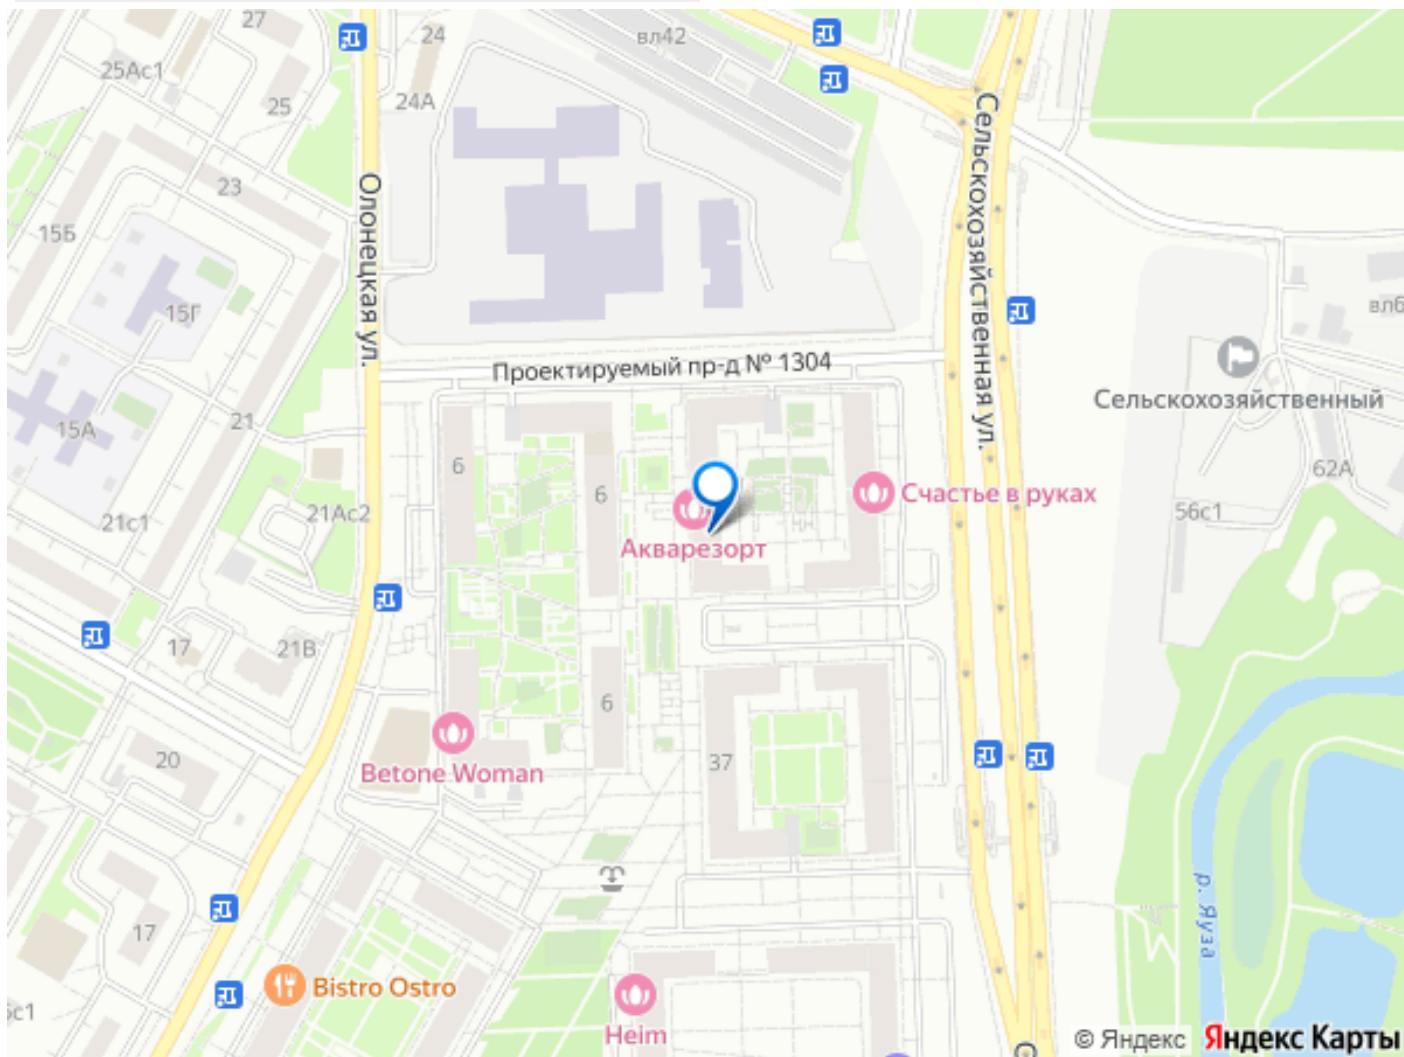 27
24
вл42
25Ас1
25
24А
Сельскохозяйственная ул.
Олонецкая ул.
23
15Б
15Г
влб
Проектируемый пр-д № 1304
Сельскохозяйственный
15А
21
6
62А
6
Счастье в руках
21с1
21Ас2
56с1
Акварезорт
17
21В
6
20
37
Betone Woman
17
р. Яуза
Bistro Ostro
Heim
© Яндекс Яндекс Карты